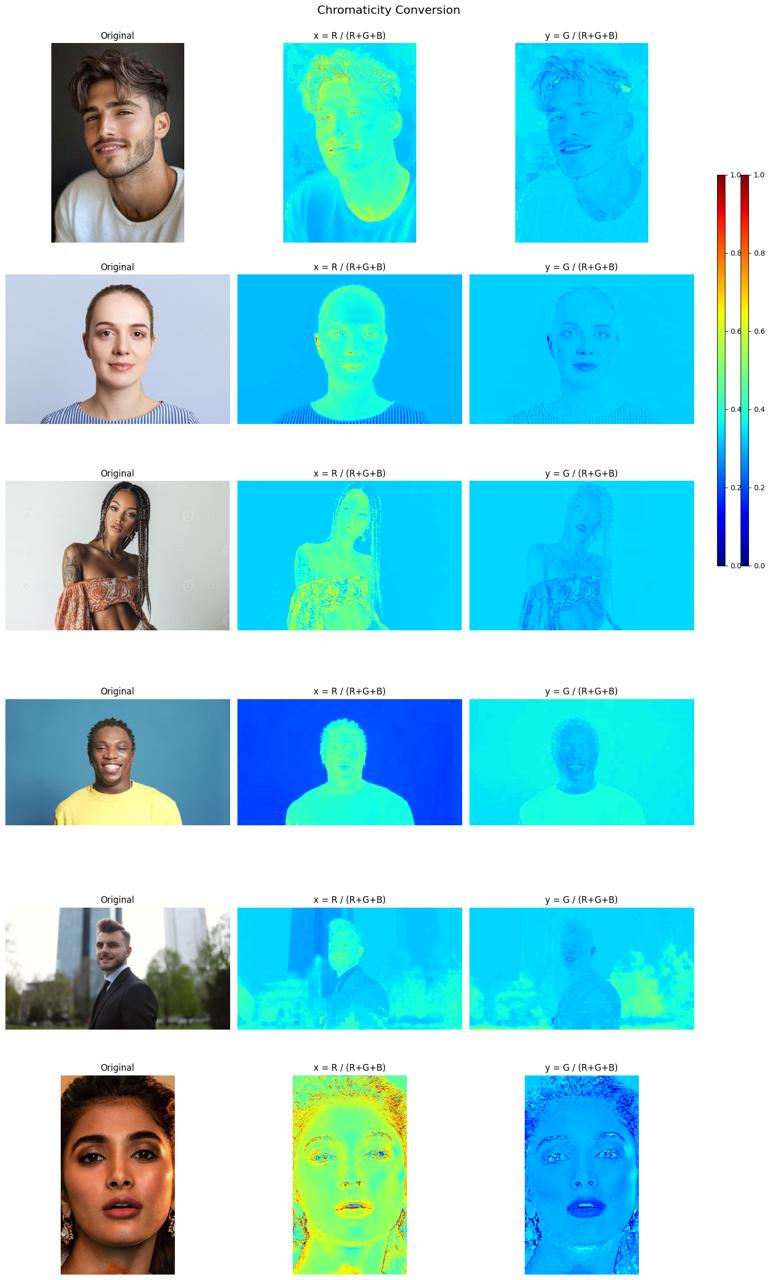 Chromaticity Conversion
Original
x = R / (R+G+B)
y = G / (R+G+B)
Original
x = R / (R+G+B)
y = G / (R+G+B)
Original
x = R / (R+G+B)
y = G / (R+G+B)
Original
x = R / (R+G+B)
y = G / (R+G+B)
Original
x = R / (R+G+B)
y = G / (R+G+B)
Original
x = R / (R+G+B)
y = G / (R+G+B)
1.0 1.0
0.8 0.8
0.6 0.6
0.4 0.4
0.2 0.2
0.0 0.0